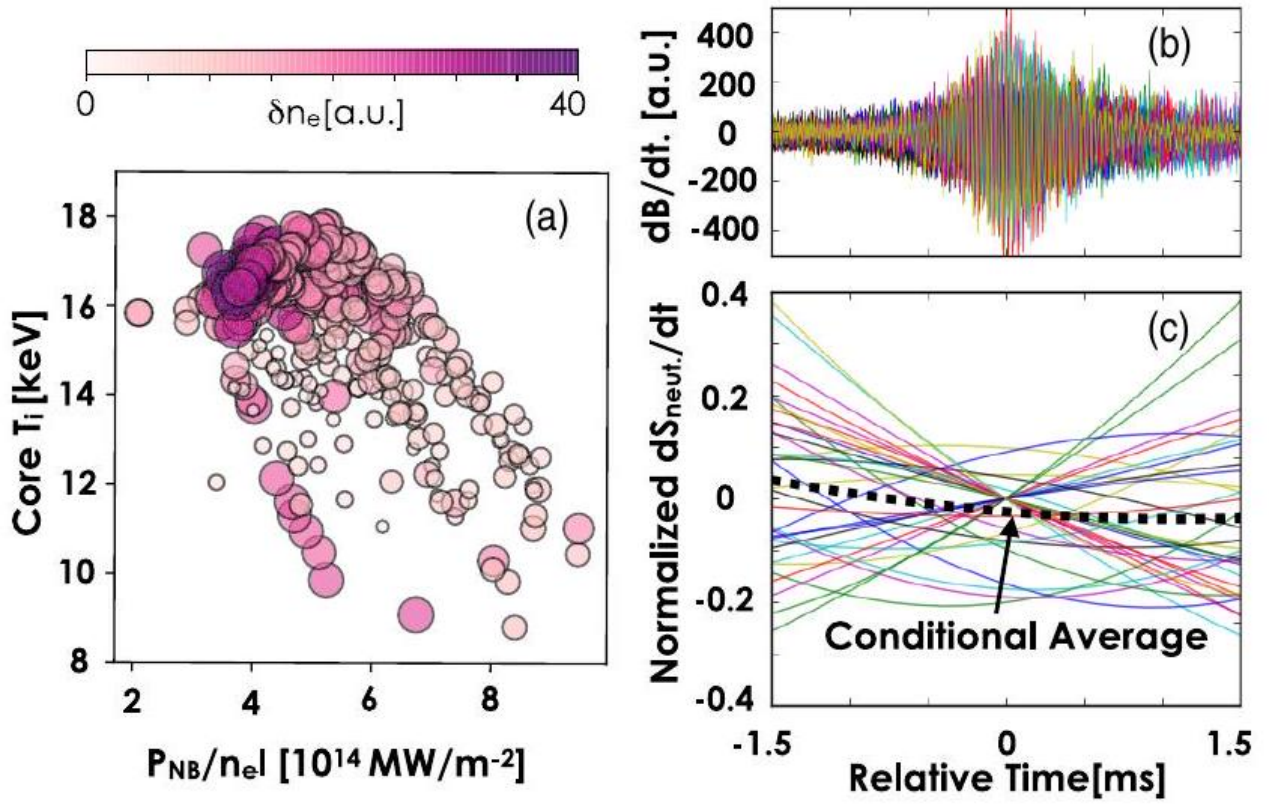 0
40
δnₑ[a.u.]
(a)
Core Tᵢ [keV]
18
16
14
12
10
8
2
4
6
8
P_NB/nₑl [10¹⁴ MW/m⁻²]
(b)
dB/dt. [a.u.]
400
200
0
-200
-400
(c)
Normalized dS_neut./dt
0.4
0.2
0
-0.2
-0.4
Conditional Average
-1.5
0
1.5
Relative Time[ms]